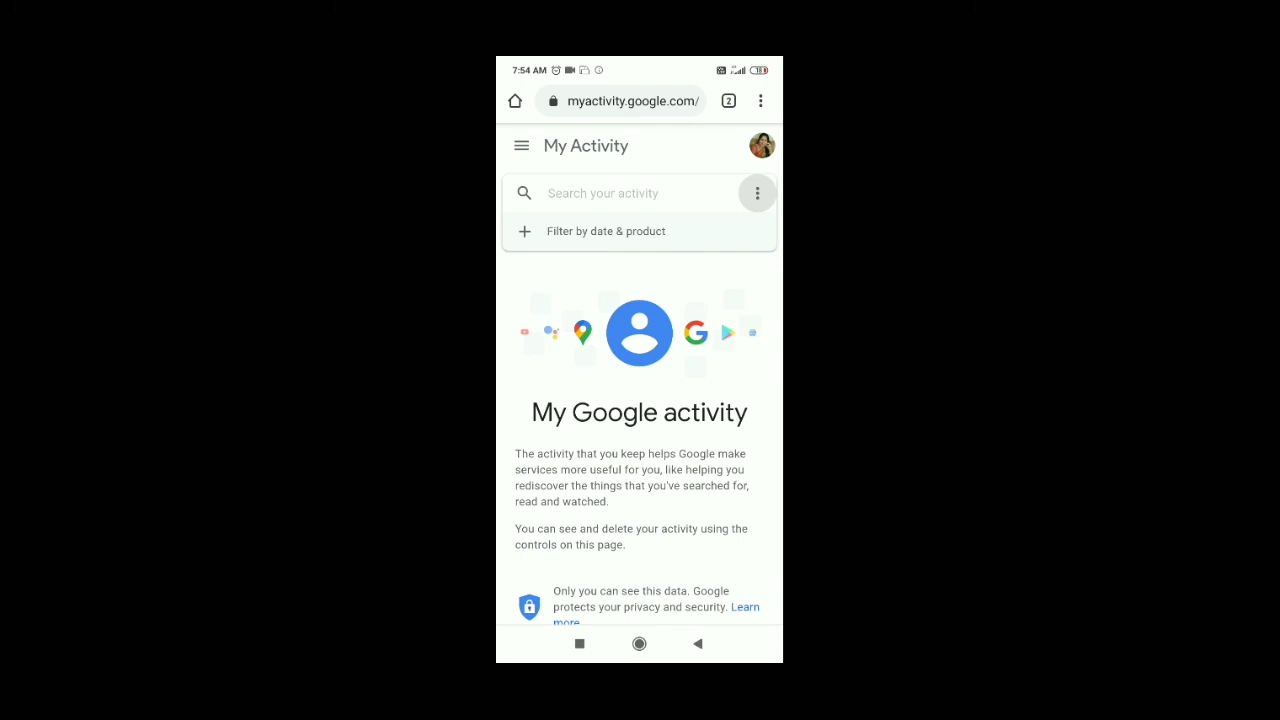 7:54 AM
myactivity.google.com/
2
My Activity
Search your activity
Filter by date & product
My Google activity
The activity that you keep helps Google make
services more useful for you, like helping you
rediscover the things that you've searched for,
read and watched.
You can see and delete your activity using the
controls on this page.
Only you can see this data. Google
protects your privacy and security. Learn
more